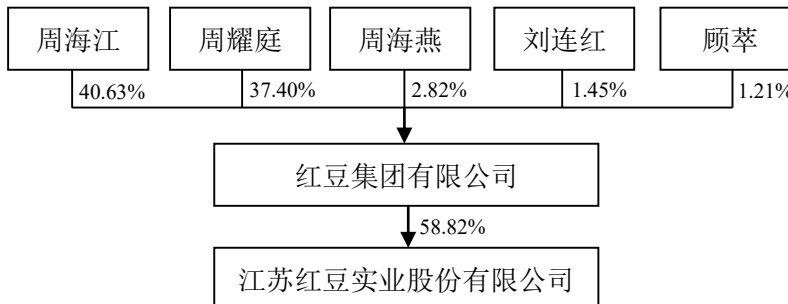 周海江 周耀庭 周海燕 刘连红 顾萃
40.63% 37.40% 2.82% 1.45% 1.21%
红豆集团有限公司
58.82%
江苏红豆实业股份有限公司